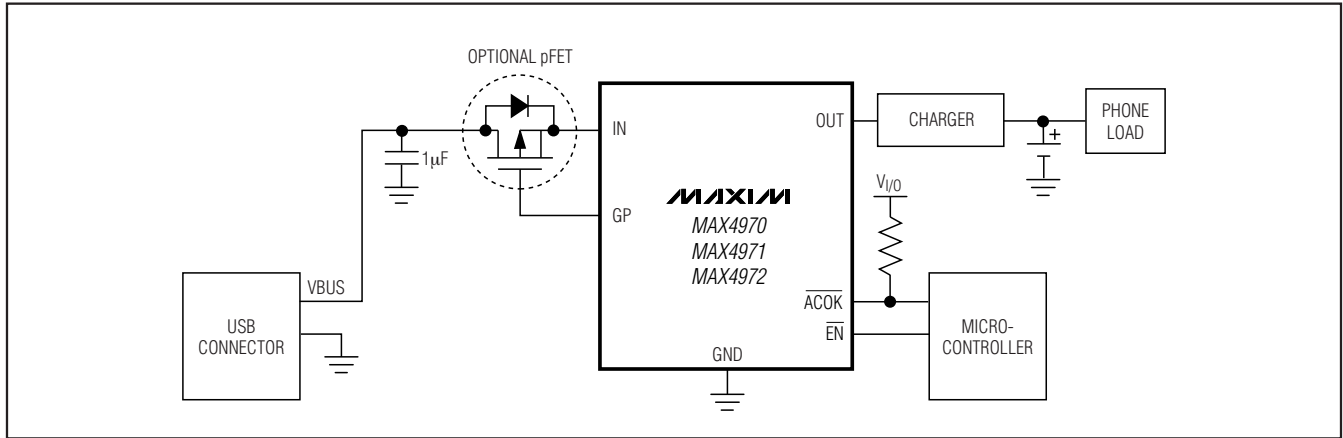 OPTIONAL pFET
1μF
IN
GP
MAXIM
MAX4970
MAX4971
MAX4972
OUT
CHARGER
PHONE
LOAD
+
VI/O
ACOK
EN
GND
MICRO-
CONTROLLER
VBUS
USB
CONNECTOR